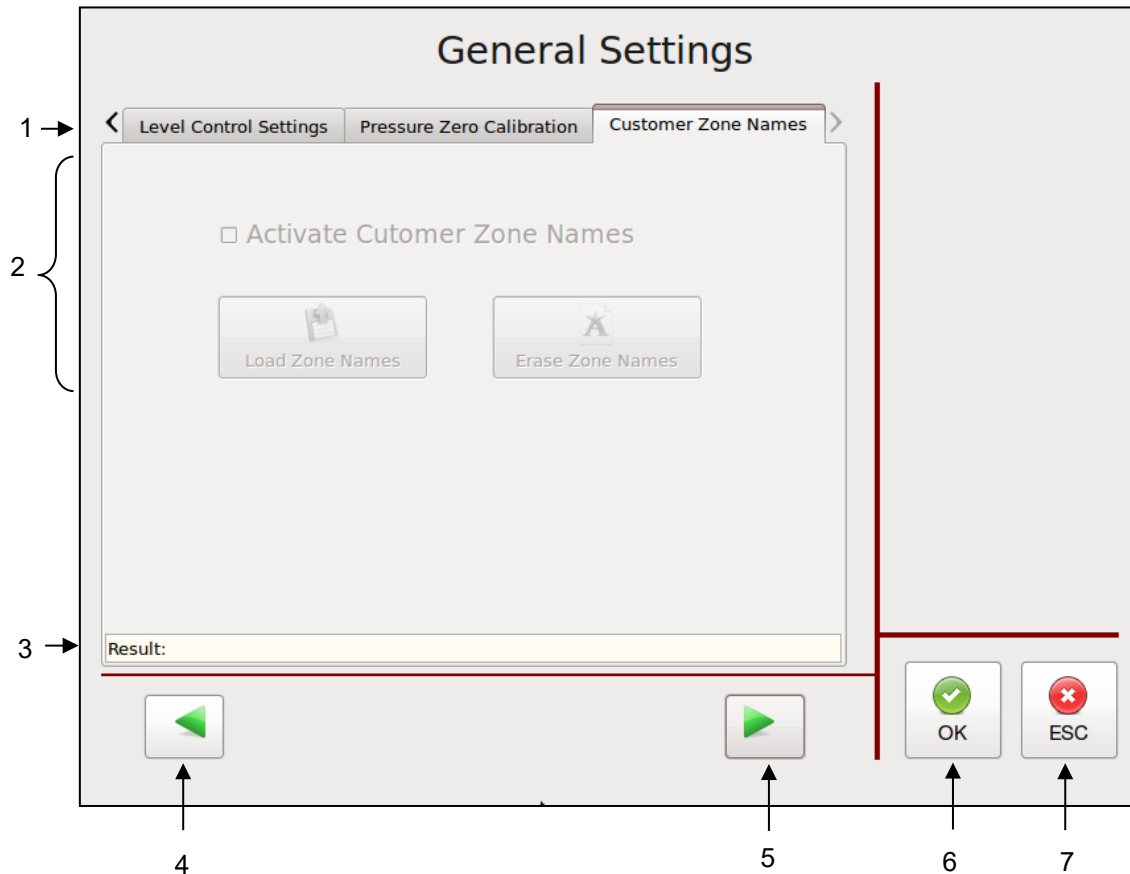 General Settings
1
Level Control Settings Pressure Zero Calibration Customer Zone Names
2
Activate Cutomer Zone Names
Load Zone Names Erase Zone Names
3
Result:
OK ESC
4 5 6 7